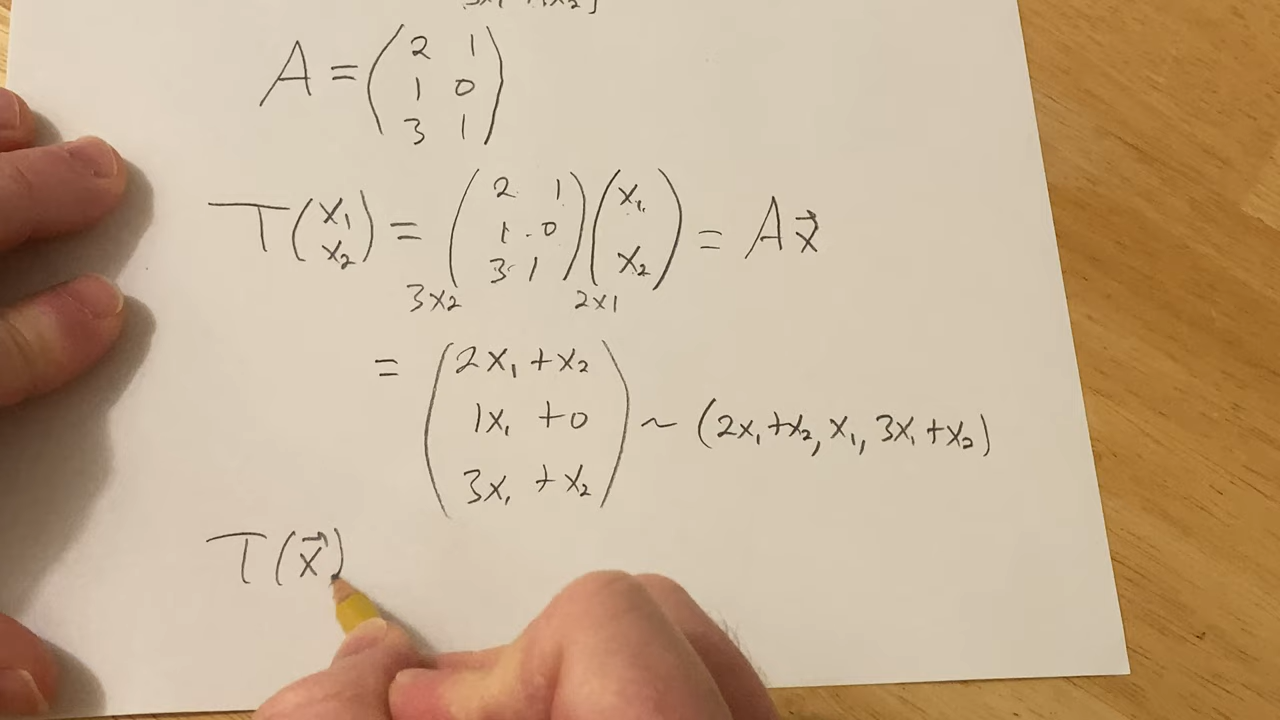 A = (2 1
1 0
3 1)
T(x₁ x₂) = (2 1
1 0
3 1) (x₁
x₂) = Ax⃗
3x2 2x1
= (2x₁ + x₂
1x₁ + 0
3x₁ + x₂) ~ (2x₁+x₂, x₁, 3x₁+x₂)
T(x⃗)